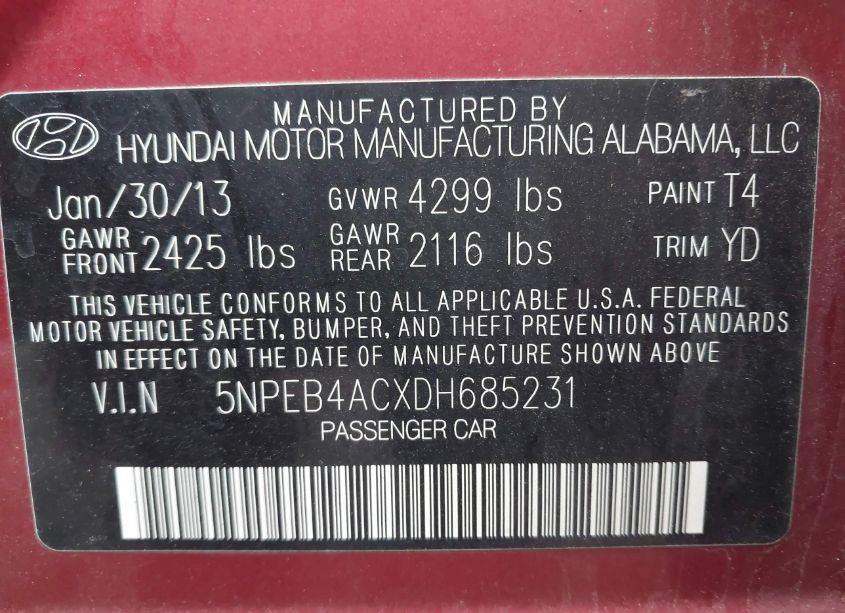 MANUFACTURED BY
HYUNDAI MOTOR MANUFACTURING ALABAMA, LLC
Jan/30/13 GVWR 4299 lbs PAINT T4
GAWR FRONT 2425 lbs GAWR REAR 2116 lbs TRIM YD
THIS VEHICLE CONFORMS TO ALL APPLICABLE U.S.A. FEDERAL
MOTOR VEHICLE SAFETY, BUMPER, AND THEFT PREVENTION STANDARDS
IN EFFECT ON THE DATE OF MANUFACTURE SHOWN ABOVE
V.I.N 5NPEB4ACXDH685231
PASSENGER CAR